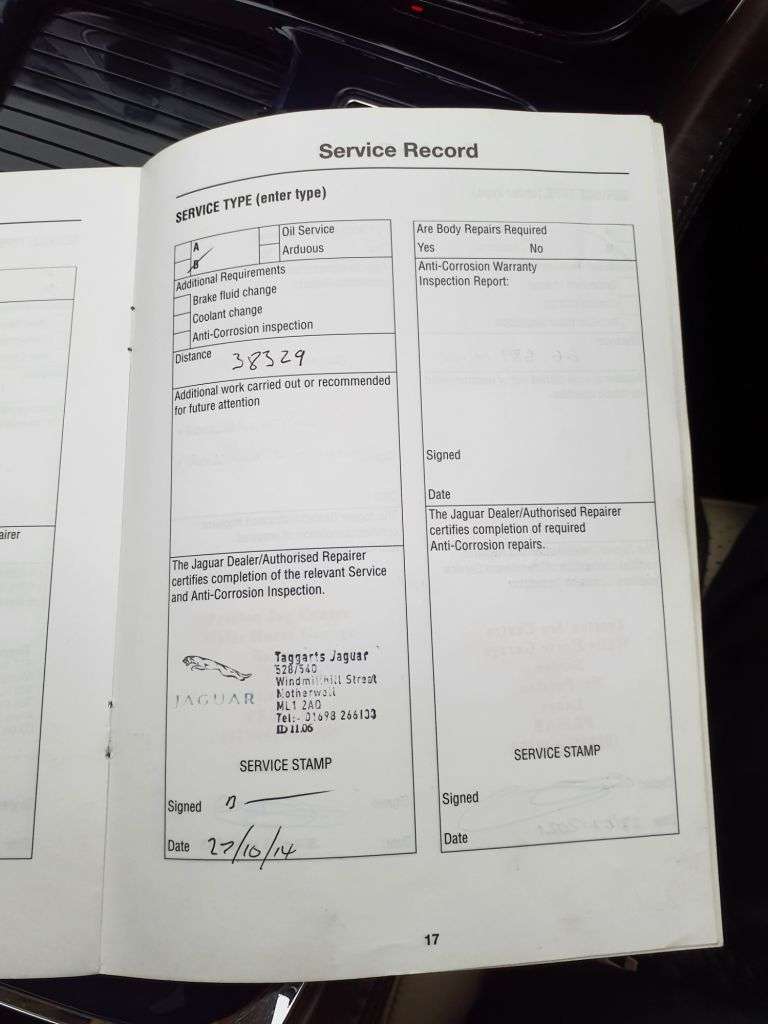 Service Record
SERVICE TYPE (enter type)
A
B
Oil Service
Arduous
Additional Requirements
Brake fluid change
Coolant change
Anti-Corrosion inspection
Distance 38329
Additional work carried out or recommended
for future attention
The Jaguar Dealer/Authorised Repairer
certifies completion of the relevant Service
and Anti-Corrosion Inspection.
JAGUAR
Taggarts Jaguar
528/540
Windmillhill Street
Motherwell
ML1 2AQ
Tel:- 01698 266133
ID 11.06
SERVICE STAMP
Signed
Date 27/10/14
Are Body Repairs Required
Yes No
Anti-Corrosion Warranty
Inspection Report:
Signed
Date
The Jaguar Dealer/Authorised Repairer
certifies completion of required
Anti-Corrosion repairs.
SERVICE STAMP
Signed
Date
17